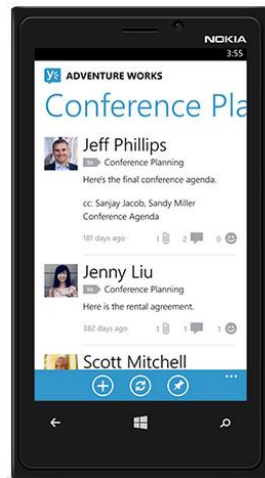 NOKIA
3:55
y ADVENTURE WORKS
Conference Pla
Jeff Phillips
to Conference Planning
Here's the final conference agenda.
cc: Sanjay Jacob, Sandy Miller
Conference Agenda
181 days ago 1 2 0
Jenny Liu
to Conference Planning
Here is the rental agreement.
382 days ago 1 1 1
Scott Mitchell